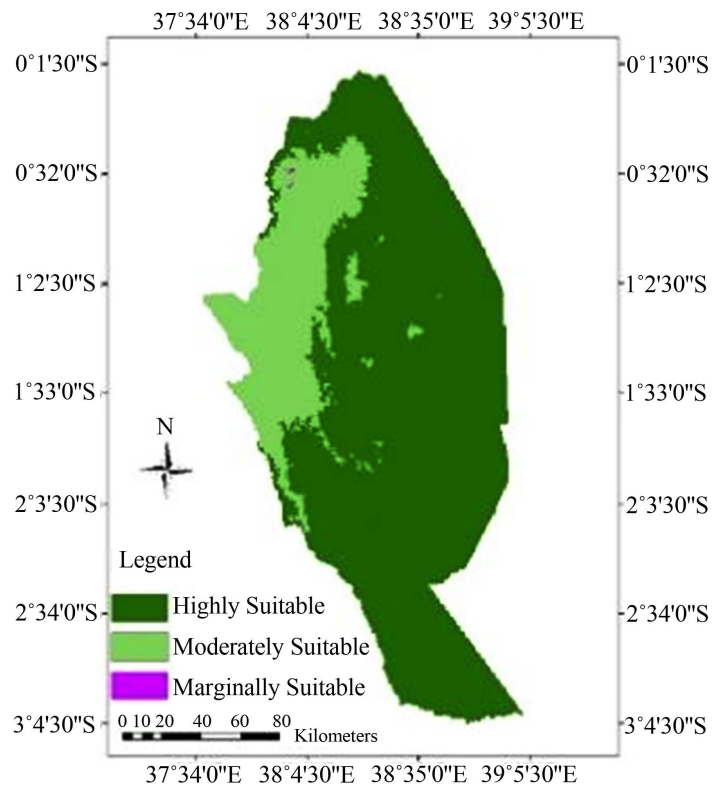 37˚34'0"E 38˚4'30"E 38˚35'0"E 39˚5'30"E
0˚1'30"S 0˚1'30"S
0˚32'0"S 0˚32'0"S
1˚2'30"S 1˚2'30"S
1˚33'0"S 1˚33'0"S
N
2˚3'30"S 2˚3'30"S
Legend
Highly Suitable
2˚34'0"S 2˚34'0"S
Moderately Suitable
Marginally Suitable
3˚4'30"S 3˚4'30"S
0 10 20 40 60 80
Kilometers
37˚34'0"E 38˚4'30"E 38˚35'0"E 39˚5'30"E